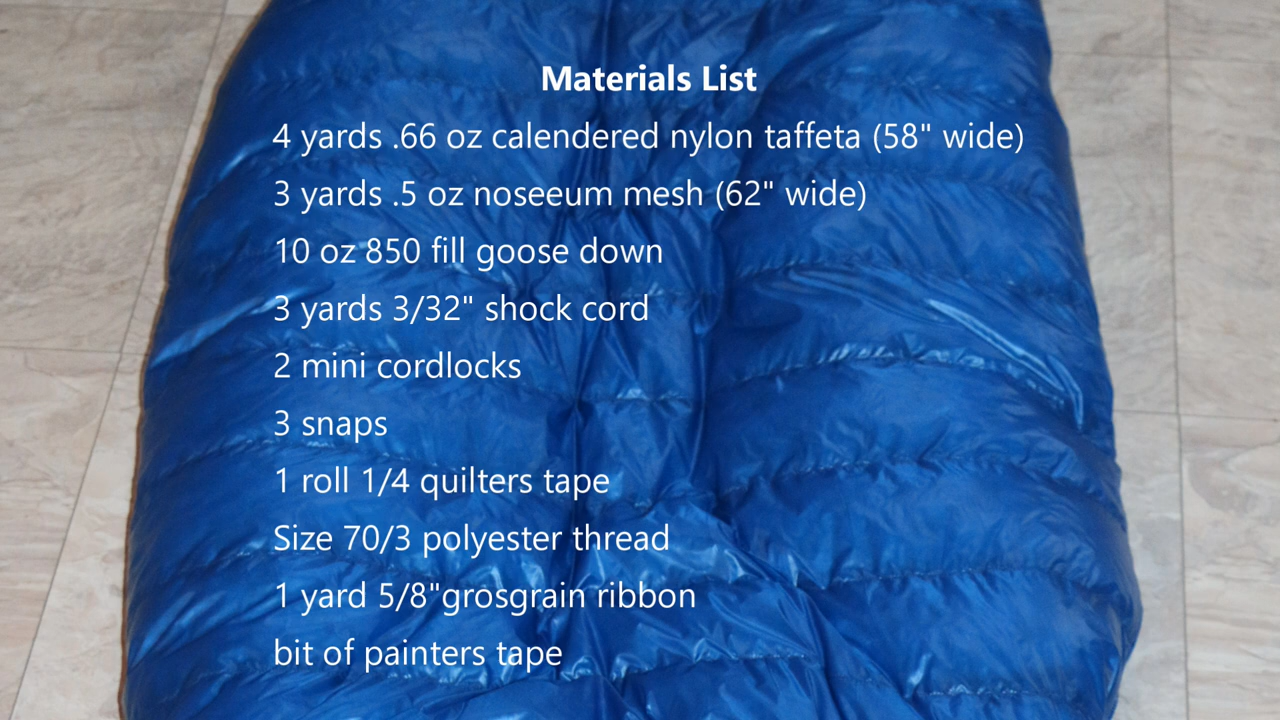 Materials List
4 yards .66 oz calendered nylon taffeta (58" wide)
3 yards .5 oz noseeum mesh (62" wide)
10 oz 850 fill goose down
3 yards 3/32" shock cord
2 mini cordlocks
3 snaps
1 roll 1/4 quilters tape
Size 70/3 polyester thread
1 yard 5/8"grosgrain ribbon
bit of painters tape